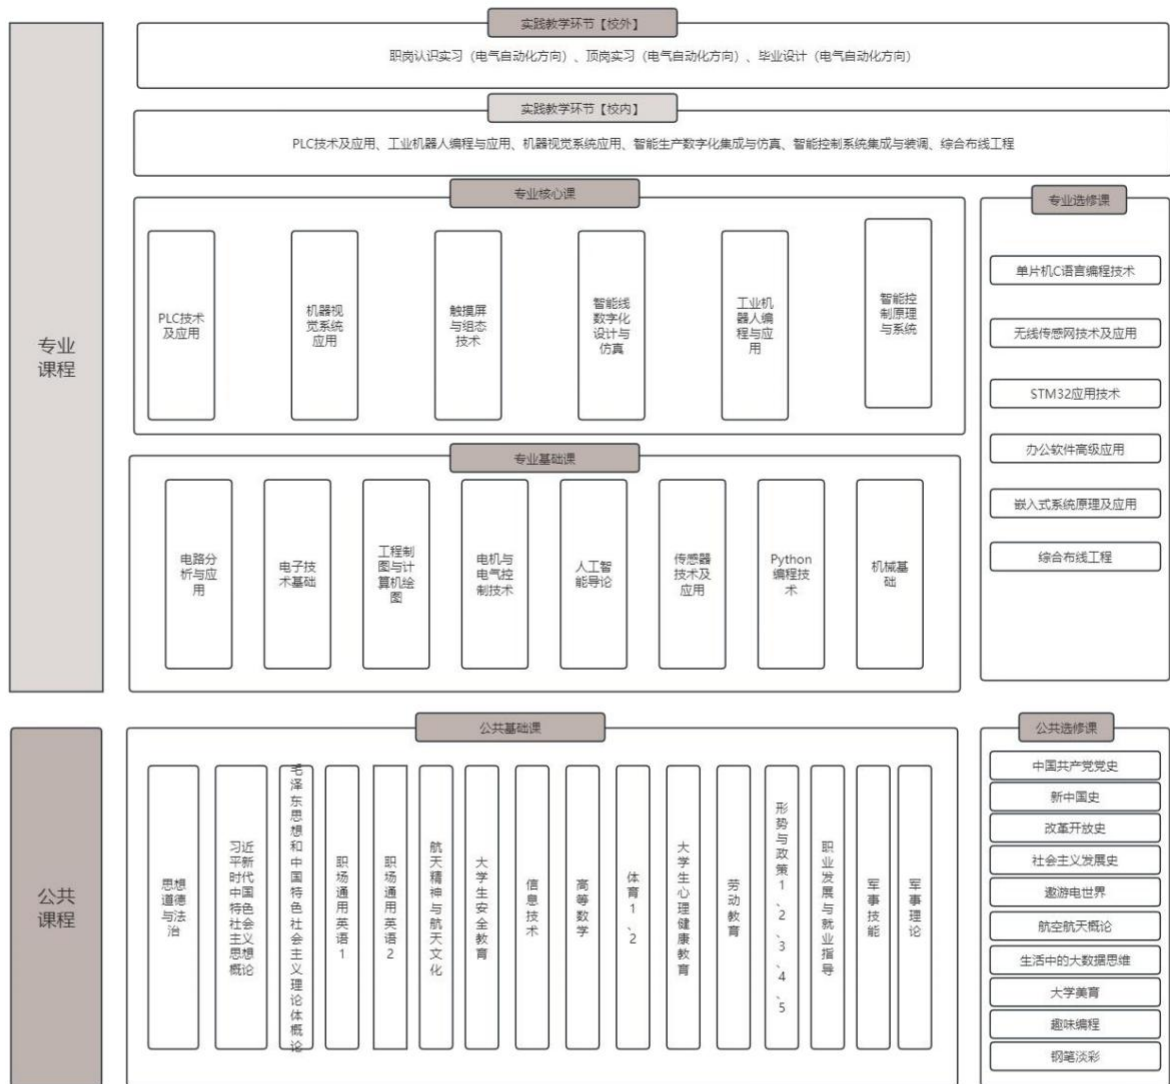 实践教学环节【校外】
职岗认识实习（电气自动化方向）、顶岗实习（电气自动化方向）、毕业设计（电气自动化方向）
实践教学环节【校内】
PLC技术及应用、工业机器人编程与应用、机器视觉系统应用、智能生产数字化集成与仿真、智能控制系统集成与装调、综合布线工程
专业
课程
专业核心课
PLC技术
及应用
机器视
觉系统
应用
触摸屏
与组态
技术
智能线
数字化
设计与
仿真
工业机
器人编
程与应
用
智能控
制原理
与系统
专业选修课
单片机C语言编程技术
无线传感网技术及应用
STM32应用技术
办公软件高级应用
嵌入式系统原理及应用
综合布线工程
专业基础课
电路分
析与应
用
电子技
术基础
工程制
图与计
算机绘
图
电机与
电气控
制技术
人工智
能导论
传感器
技术及
应用
Python
编程技
术
机械基
础
公共
课程
公共基础课
思想
道德
与法
治
习近
平新
时代
中国
特色
社会
主义
思想
概论
毛泽东思想和中国特色社会主义理论体概论
职场通用英语1
职场通用英语2
航天精神与航天文化
大学生安全教育
信息技术
高等数学
体育1、2
大学生心理健康教育
劳动教育
形势与政策1、2、3、4、5
职业发展与就业指导
军事技能
军事理论
公共选修课
中国共产党党史
新中国史
改革开放史
社会主义发展史
遨游电世界
航空航天概论
生活中的大数据思维
大学美育
趣味编程
钢笔淡彩